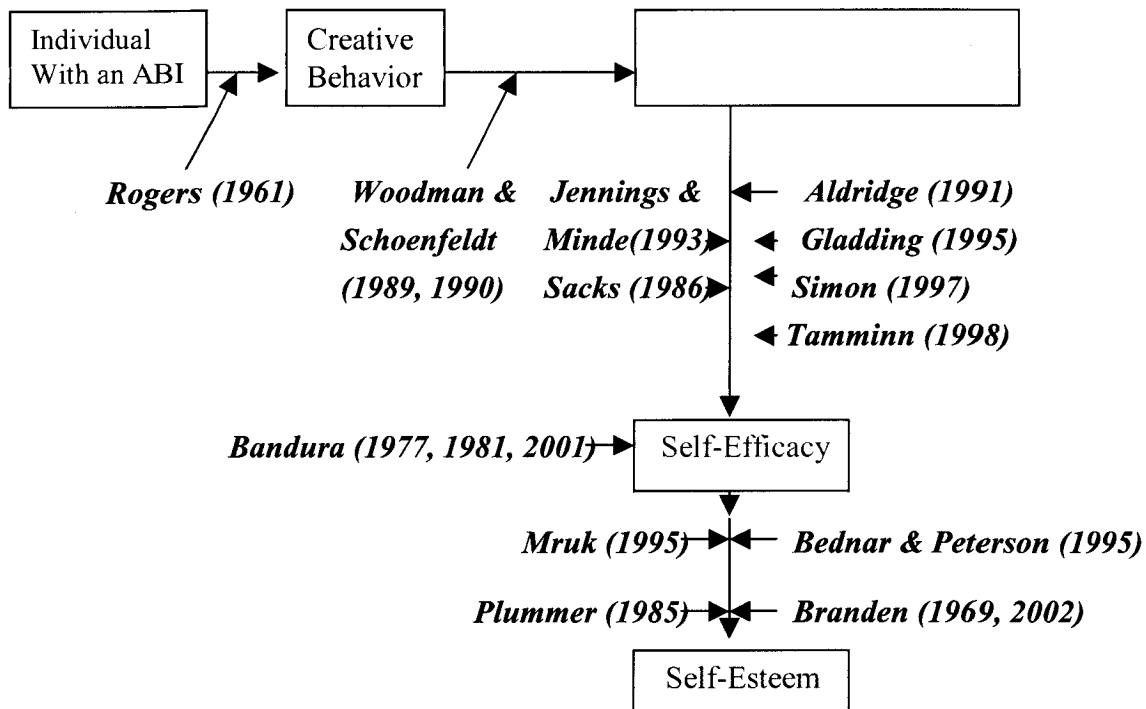 Individual
With an ABI
Creative
Behavior
Rogers (1961)
Woodman &
Schoenfeldt
(1989, 1990)
Jennings &
Minde(1993)
Sacks (1986)
Aldridge (1991)
Gladding (1995)
Simon (1997)
Tamminn (1998)
Bandura (1977, 1981, 2001)
Self-Efficacy
Mruk (1995)
Bednar & Peterson (1995)
Plummer (1985)
Branden (1969, 2002)
Self-Esteem